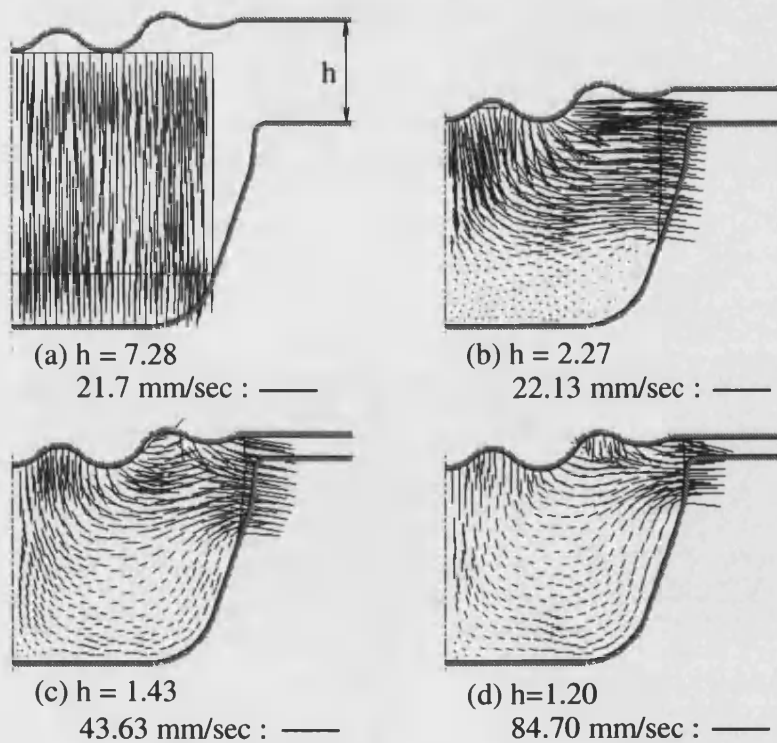 h
(a) h = 7.28
21.7 mm/sec :
(b) h = 2.27
22.13 mm/sec :
(c) h = 1.43
43.63 mm/sec :
(d) h=1.20
84.70 mm/sec :